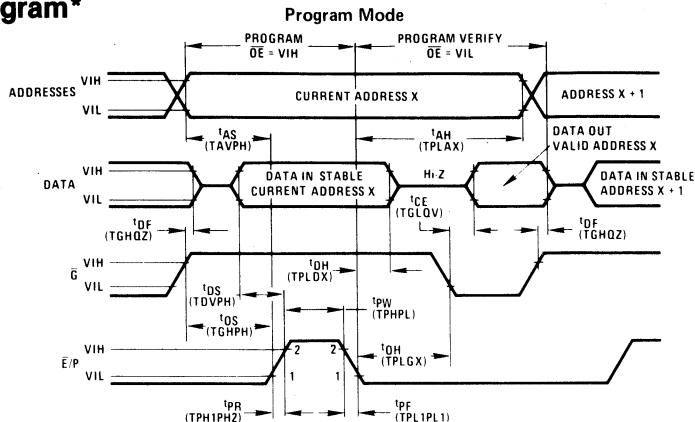 gram*
Program Mode
PROGRAM
OE = VIH
PROGRAM VERIFY
OE = VIL
ADDRESSES
VIH
VIL
CURRENT ADDRESS X
ADDRESS X + 1
tAS
(TAVPH)
tAH
(TPLAX)
DATA OUT
VALID ADDRESS X
DATA
VIH
VIL
DATA IN STABLE
CURRENT ADDRESS X
HI-Z
DATA IN STABLE
ADDRESS X + 1
tCE
(TGLQV)
tDF
(TGHQZ)
tDF
(TGHQZ)
G
VIH
VIL
tDH
(TPLDX)
tDS
(TDVPH)
tPW
(TPHPL)
tOS
(TGHPH)
tOH
(TPLGX)
E/P
VIH
VIL
2 2
1 1
tPR
(TPH1PH2)
tPF
(TPL1PL1)